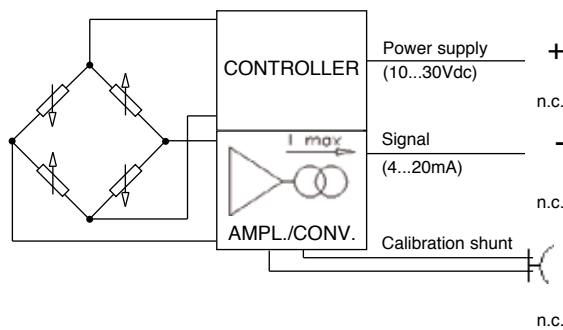 CONTROLLER
Power supply
+
(10...30Vdc)
n.c.
I max
Signal
-
(4...20mA)
n.c.
AMPL./CONV.
Calibration shunt
n.c.